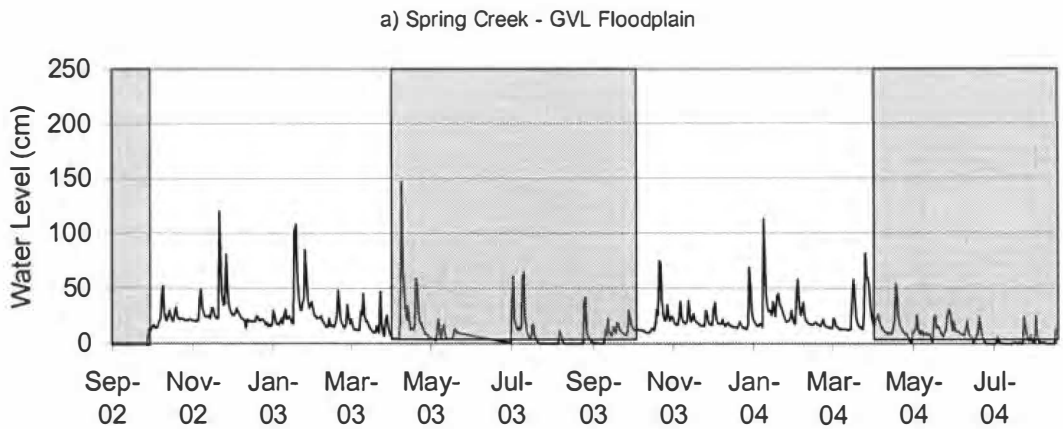 a) Spring Creek - GVL Floodplain
Water Level (cm)
250
200
150
100
50
0
Sep-
02
Nov-
02
Jan-
03
Mar-
03
May-
03
Jul-
03
Sep-
03
Nov-
03
Jan-
04
Mar-
04
May-
04
Jul-
04